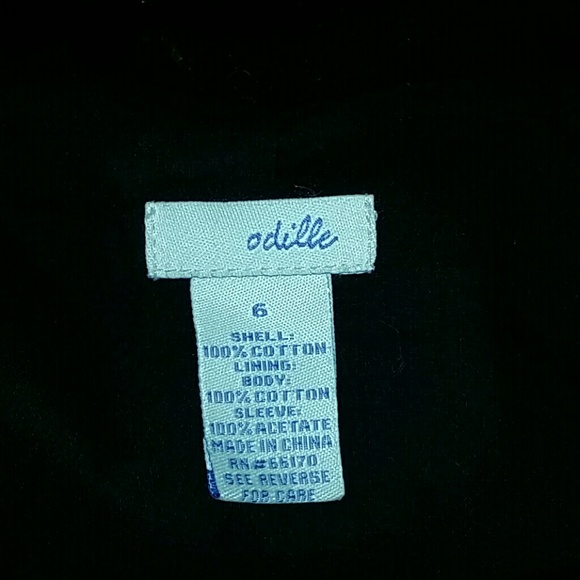 odille
6
SHELL:
100% COTTON
LINING:
BODY:
100% COTTON
SLEEVE:
100% ACETATE
MADE IN CHINA
RN #66170
SEE REVERSE
FOR CARE